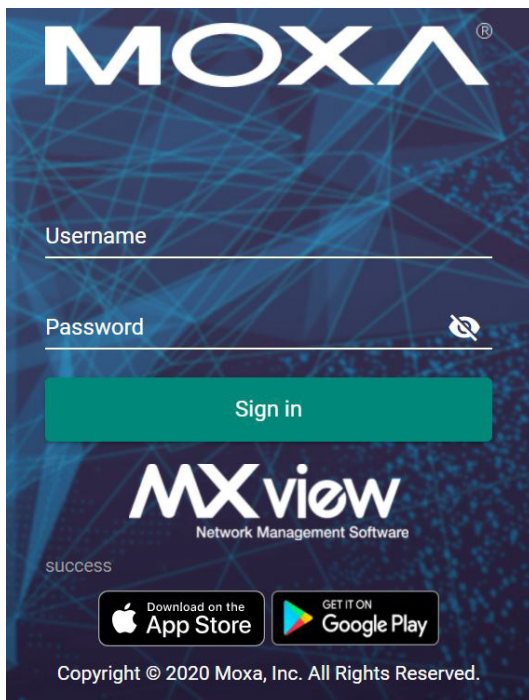 MOXA®
Username
Password
Sign in
MXview
Network Management Software
success
Download on the
App Store
GET IT ON
Google Play
Copyright © 2020 Moxa, Inc. All Rights Reserved.